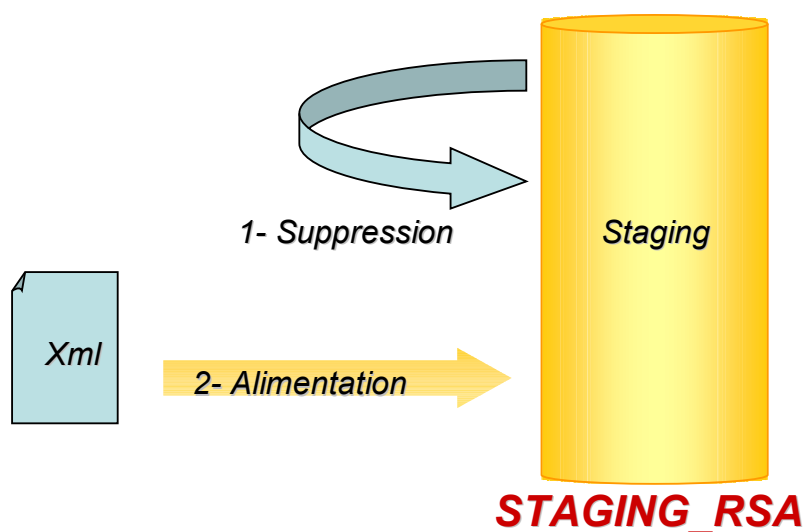 1- Suppression
Staging
Xml
2- Alimentation
STAGING_RSA